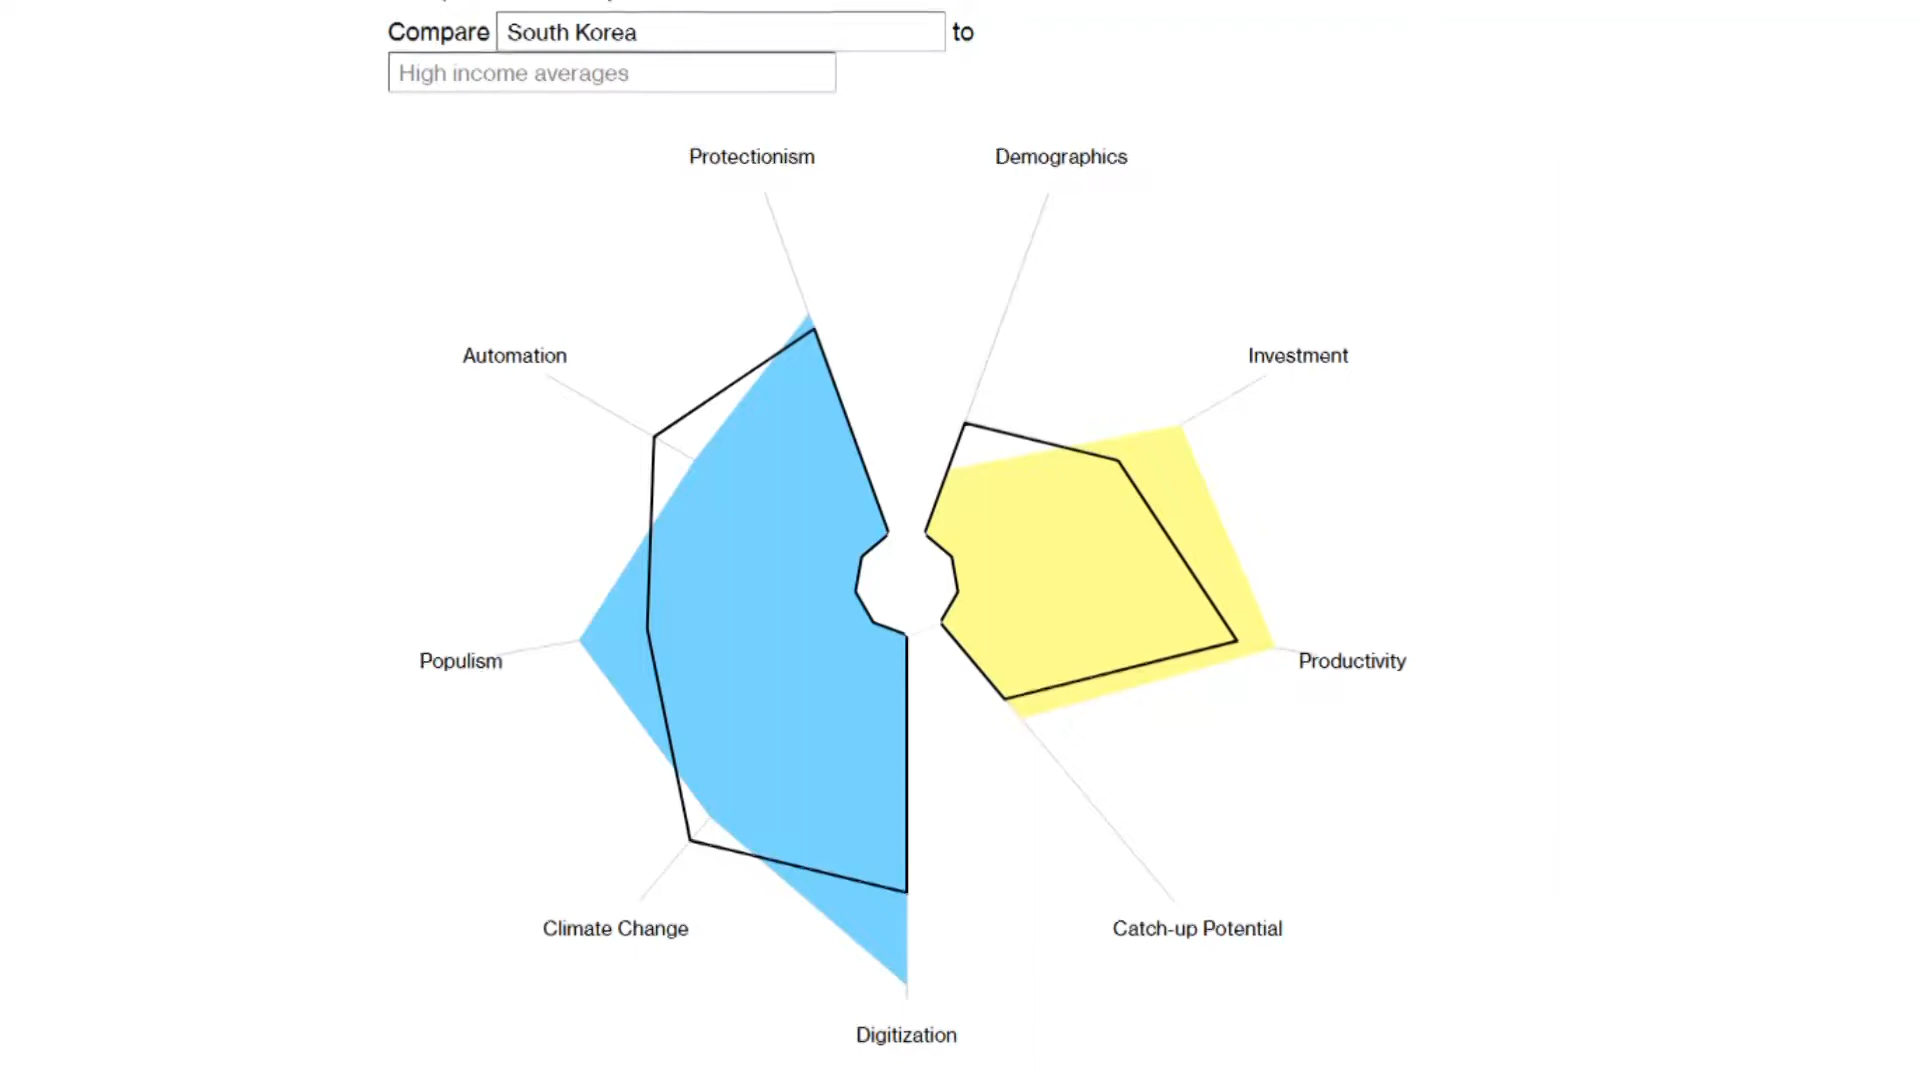 Compare South Korea to
High income averages
Protectionism
Demographics
Automation
Investment
Populism
Productivity
Climate Change
Catch-up Potential
Digitization